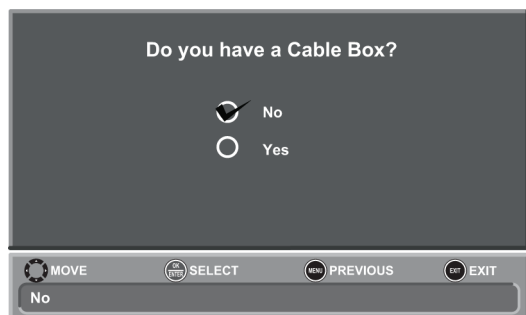 Do you have a Cable Box?
No
Yes
MOVE OK ENTER SELECT MENU PREVIOUS EXIT EXIT
No